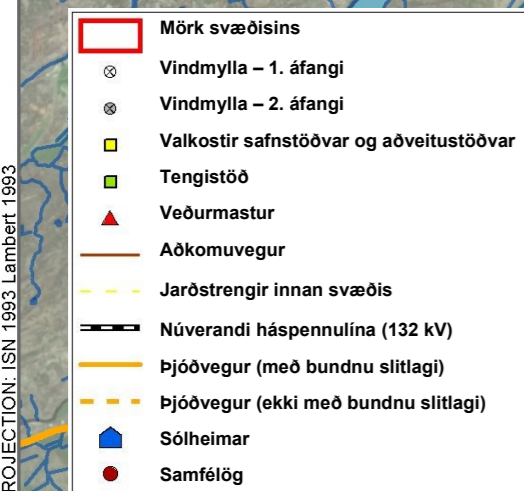 Mörk svæðisins
Vindmylla – 1. áfangi
Vindmylla – 2. áfangi
Valkostir safnstöðvar og aðveitustöðvar
Tengistöð
Veðurmastur
Aðkomuvegur
Jarðstrengir innan svæðis
Núverandi háspennulína (132 kV)
Þjóðvegur (með bundnu slitlagi)
Þjóðvegur (ekki með bundnu slitlagi)
Sólheimar
Samfélög
ROJECTION: ISN 1993 Lambert 1993